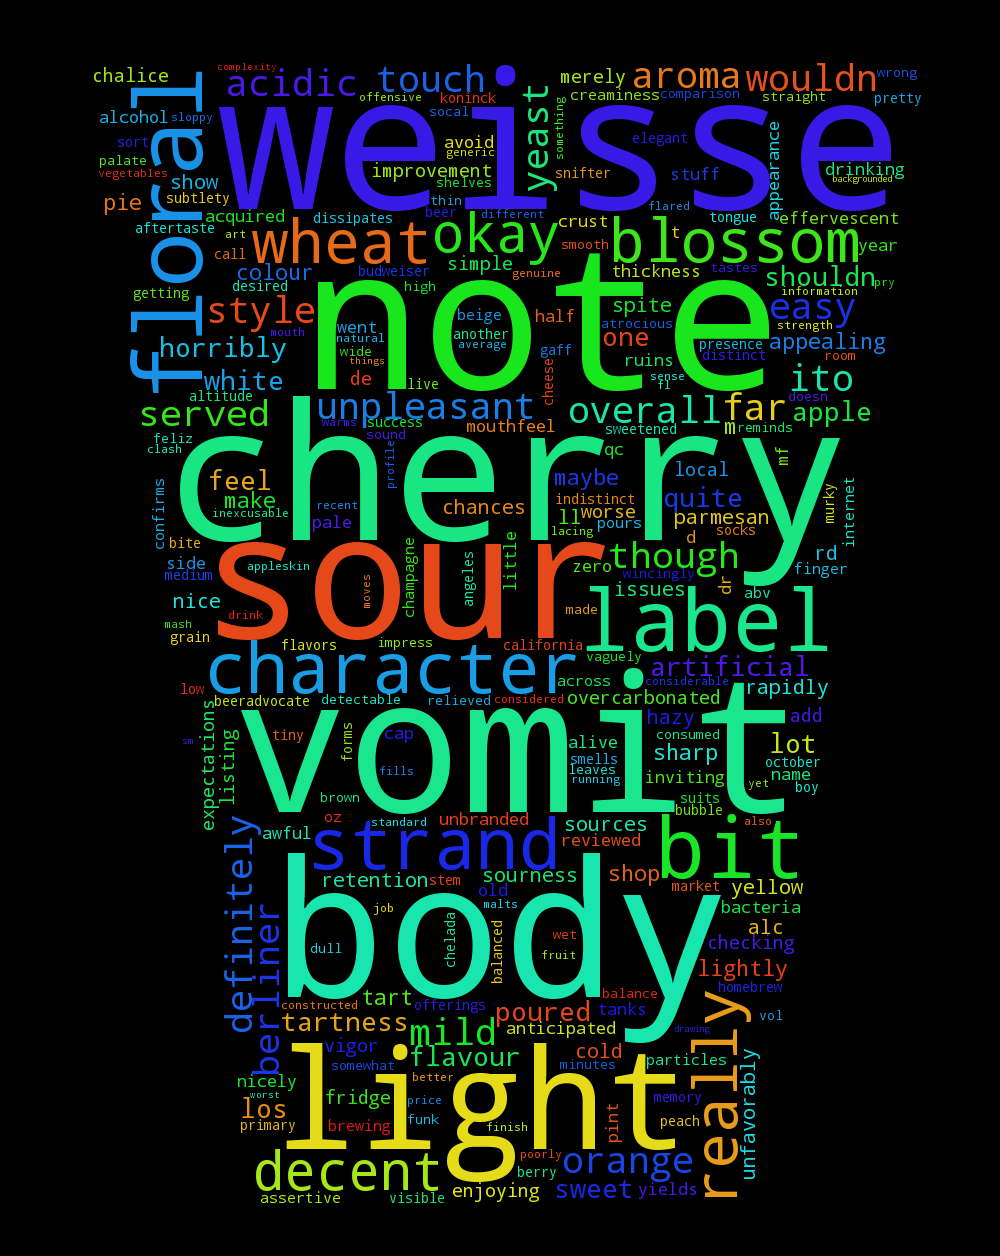 complexity
chalice acidic touch merely aroma wouldn wrong
weisse
offensive koninck creaminess comparison straight pretty
alcohol sloppy socal yeast something
floral
sort avoid generic elegant appearance
palate vegetables show improvement shelves snifter stuff drinking backgrounded
pie subtlety thin flared
acquired dissipates beer different crust tongue effervescent
aftertaste art wheat okay t blossom year
call smooth
colour budweiser simple genuine thickness tastes shouldn pry
getting desired high information
note
style beige half spite easy
mouth went another atrocious one strength
horribly natural average gaff presence appealing
wide things ruins distinct room
white de live cheese sense fl ito
altitude doesn
served unpleasant overall far apple
warms success mouthfeel sweetened m reminds
feliz sound
clash profile qc mf
cherry
feel maybe local
make recent chances indistinct quite murky internet
confirms inexcusable pale ll worse parmesan
bite lacing pours d socks
sour
though rd
side appleskin champagne angeles little zero wincingly finger
medium moves issues dr abv
nice
drink made label
mash
grain flavors impress california
character vaguely artificial
low across considerable rapidly
beeradvocate detectable relieved considered overcarbonated
expectations listing tiny forms cap hazy add
vomit
sm alive smells consumed sharp lot
fills leaves october
running inviting yet name boy
brown suits
oz standard unbranded sources bubble also
awful strand reviewed bit
definitely retention stem sourness shop market yellow
job old malts bacteria
body
berliner dull chelada balanced wet fruit alc
checking
lightly
balance homebrew
constructed tart offerings poured tanks vol
tartness mild anticipated drawing
vigor flavour cold really
somewhat minutes particles unfavorably
nicely better
light
worst fridge price memory
los funk pint
primary brewing finish peach
poorly
decent berry orange
assertive visible enjoying sweet yields